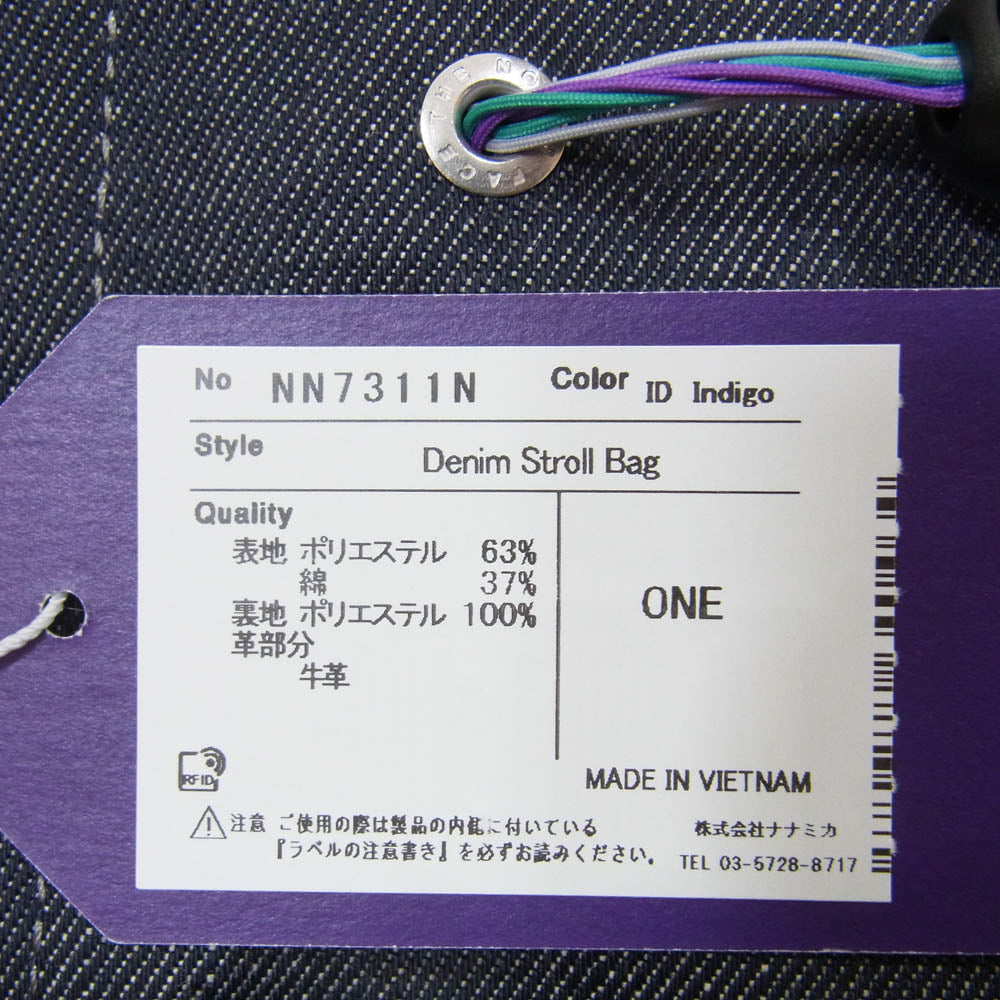 THE NO
FACE
No NN7311N Color ID Indigo
Style Denim Stroll Bag
Quality
表地 ポリエステル 63%
綿 37%
裏地 ポリエステル 100%
革部分
牛革
ONE
RFID
MADE IN VIETNAM
注意 ご使用の際は製品の内側に付いている
『ラベルの注意書き』を必ずお読みください。
株式会社ナナミカ
TEL 03-5728-8717